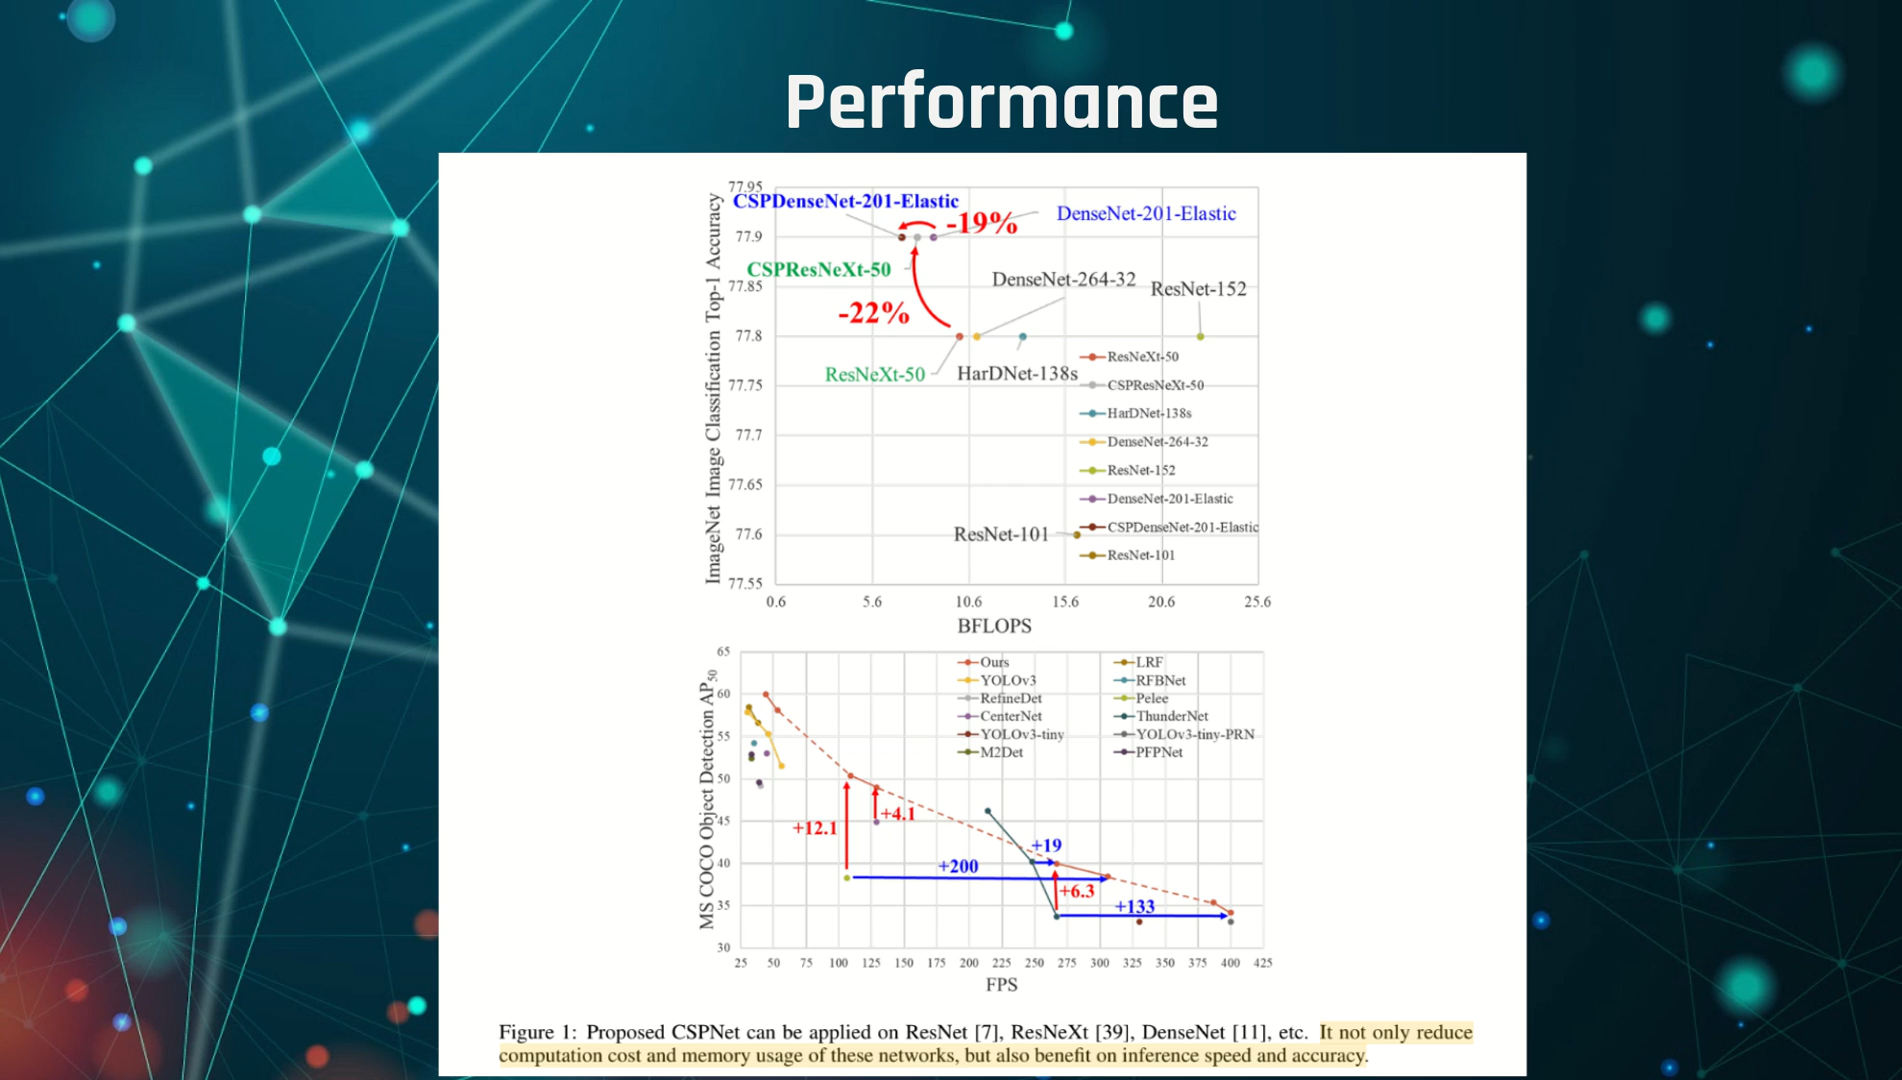 Performance
77.95
CSPDenseNet-201-Elastic
-19%
DenseNet-201-Elastic
77.9
CSPResNeXt-50
DenseNet-264-32
ResNet-152
77.85
-22%
77.8
ResNeXt-50
HarDNet-138s
77.75
77.7
77.65
77.6
77.55
ImageNet Image Classification Top-1 Accuracy
ResNet-101
ResNeXt-50
CSPResNeXt-50
HarDNet-138s
DenseNet-264-32
ResNet-152
DenseNet-201-Elastic
CSPDenseNet-201-Elastic
ResNet-101
0.6 5.6 10.6 15.6 20.6 25.6
BFLOPS
65
60
55
50
45
40
35
30
MS COCO Object Detection AP50
Ours LRF
YOLOv3 RFBNet
RefineDet Pelee
CenterNet ThunderNet
YOLOv3-tiny YOLOv3-tiny-PRN
M2Det PFPNet
+12.1
+4.1
+19
+200
+6.3
+133
25 50 75 100 125 150 175 200 225 250 275 300 325 350 375 400 425
FPS
Figure 1: Proposed CSPNet can be applied on ResNet [7], ResNeXt [39], DenseNet [11], etc. It not only reduce
computation cost and memory usage of these networks, but also benefit on inference speed and accuracy.